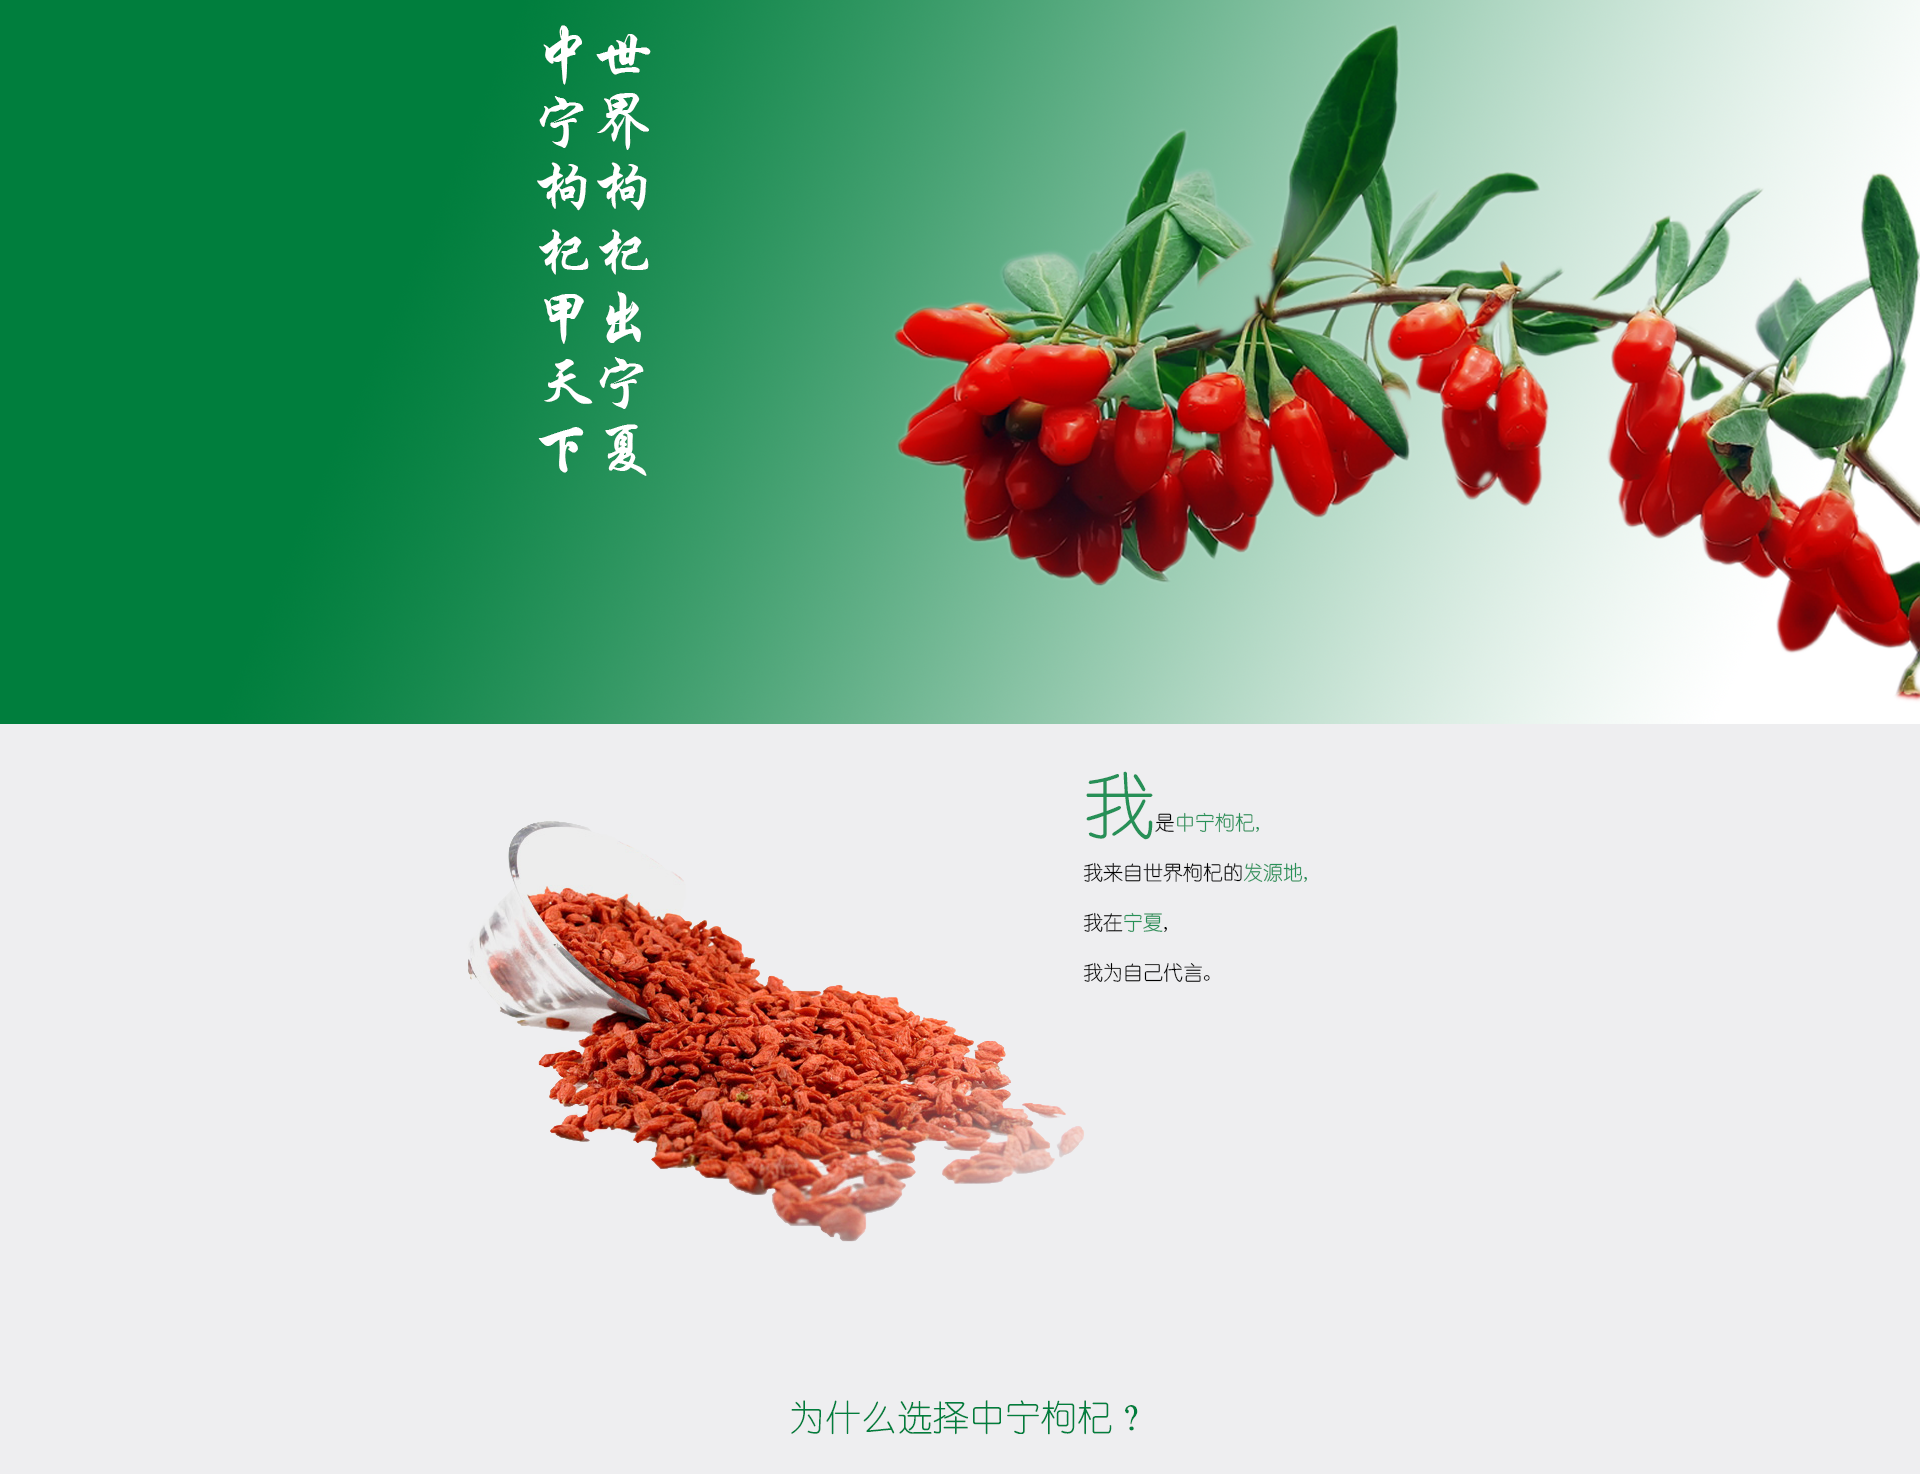 世界枸杞出宁夏
中宁枸杞甲天下
我是中宁枸杞,
我来自世界枸杞的发源地,
我在宁夏,
我为自己代言。
为什么选择中宁枸杞？